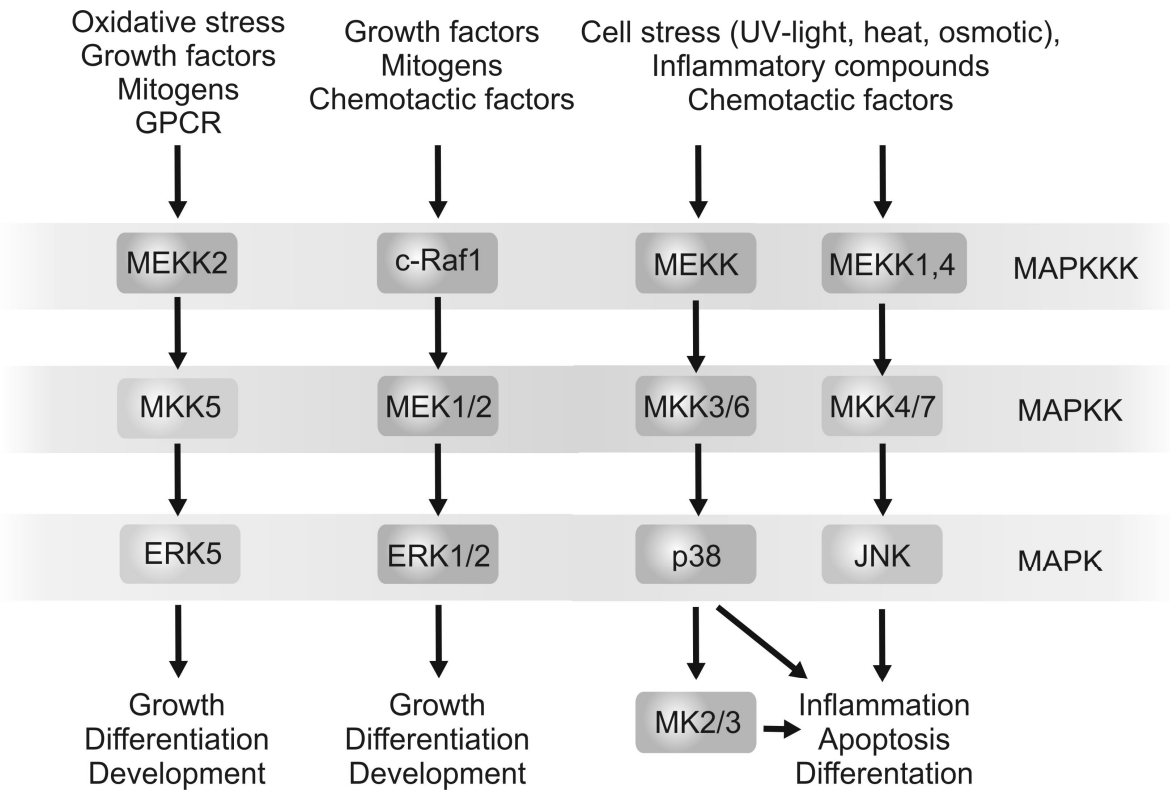 Oxidative stress
Growth factors
Mitogens
GPCR
Growth factors
Mitogens
Chemotactic factors
Cell stress (UV-light, heat, osmotic),
Inflammatory compounds
Chemotactic factors
MEKK2
c-Raf1
MEKK
MEKK1,4
MAPKKK
MKK5
MEK1/2
MKK3/6
MKK4/7
MAPKK
ERK5
ERK1/2
p38
JNK
MAPK
Growth
Differentiation
Development
Growth
Differentiation
Development
MK2/3
Inflammation
Apoptosis
Differentation